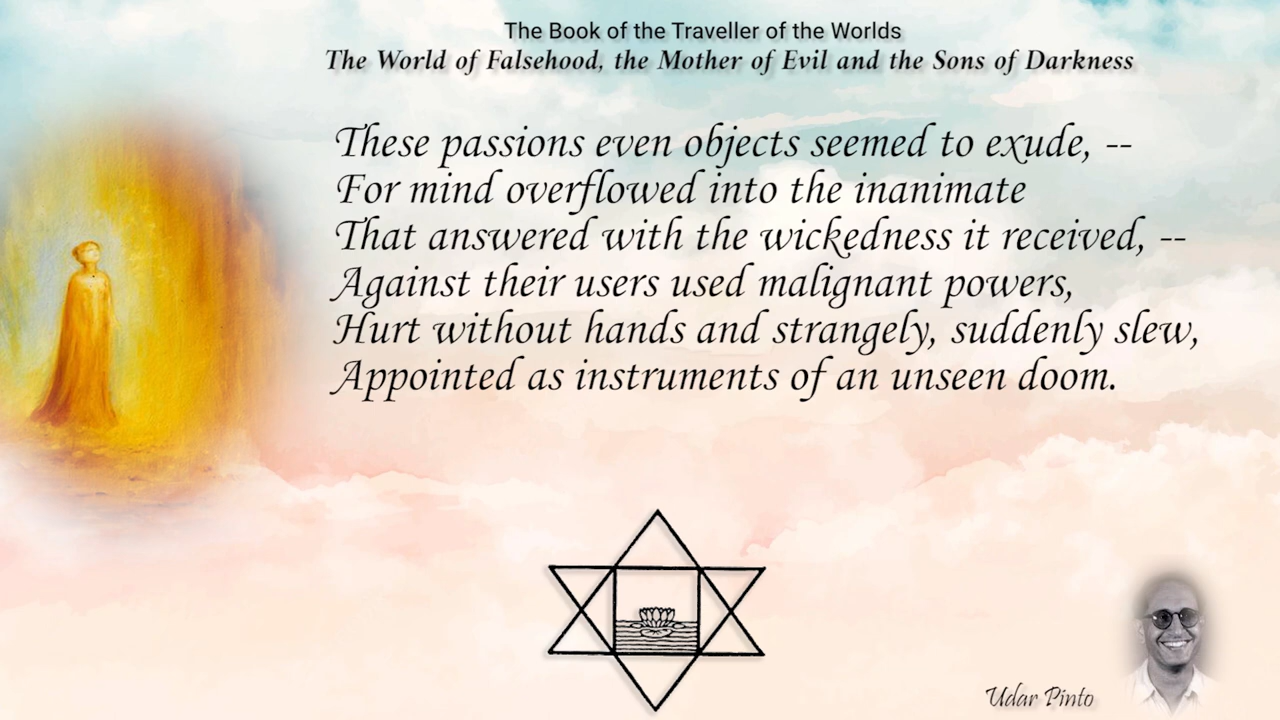 The Book of the Traveller of the Worlds
The World of Falsehood, the Mother of Evil and the Sons of Darkness
These passions even objects seemed to exude, --
For mind overflowed into the inanimate
That answered with the wickedness it received, --
Against their users used malignant powers,
Hurt without hands and strangely, suddenly slew,
Appointed as instruments of an unseen doom.
Udar Pinto